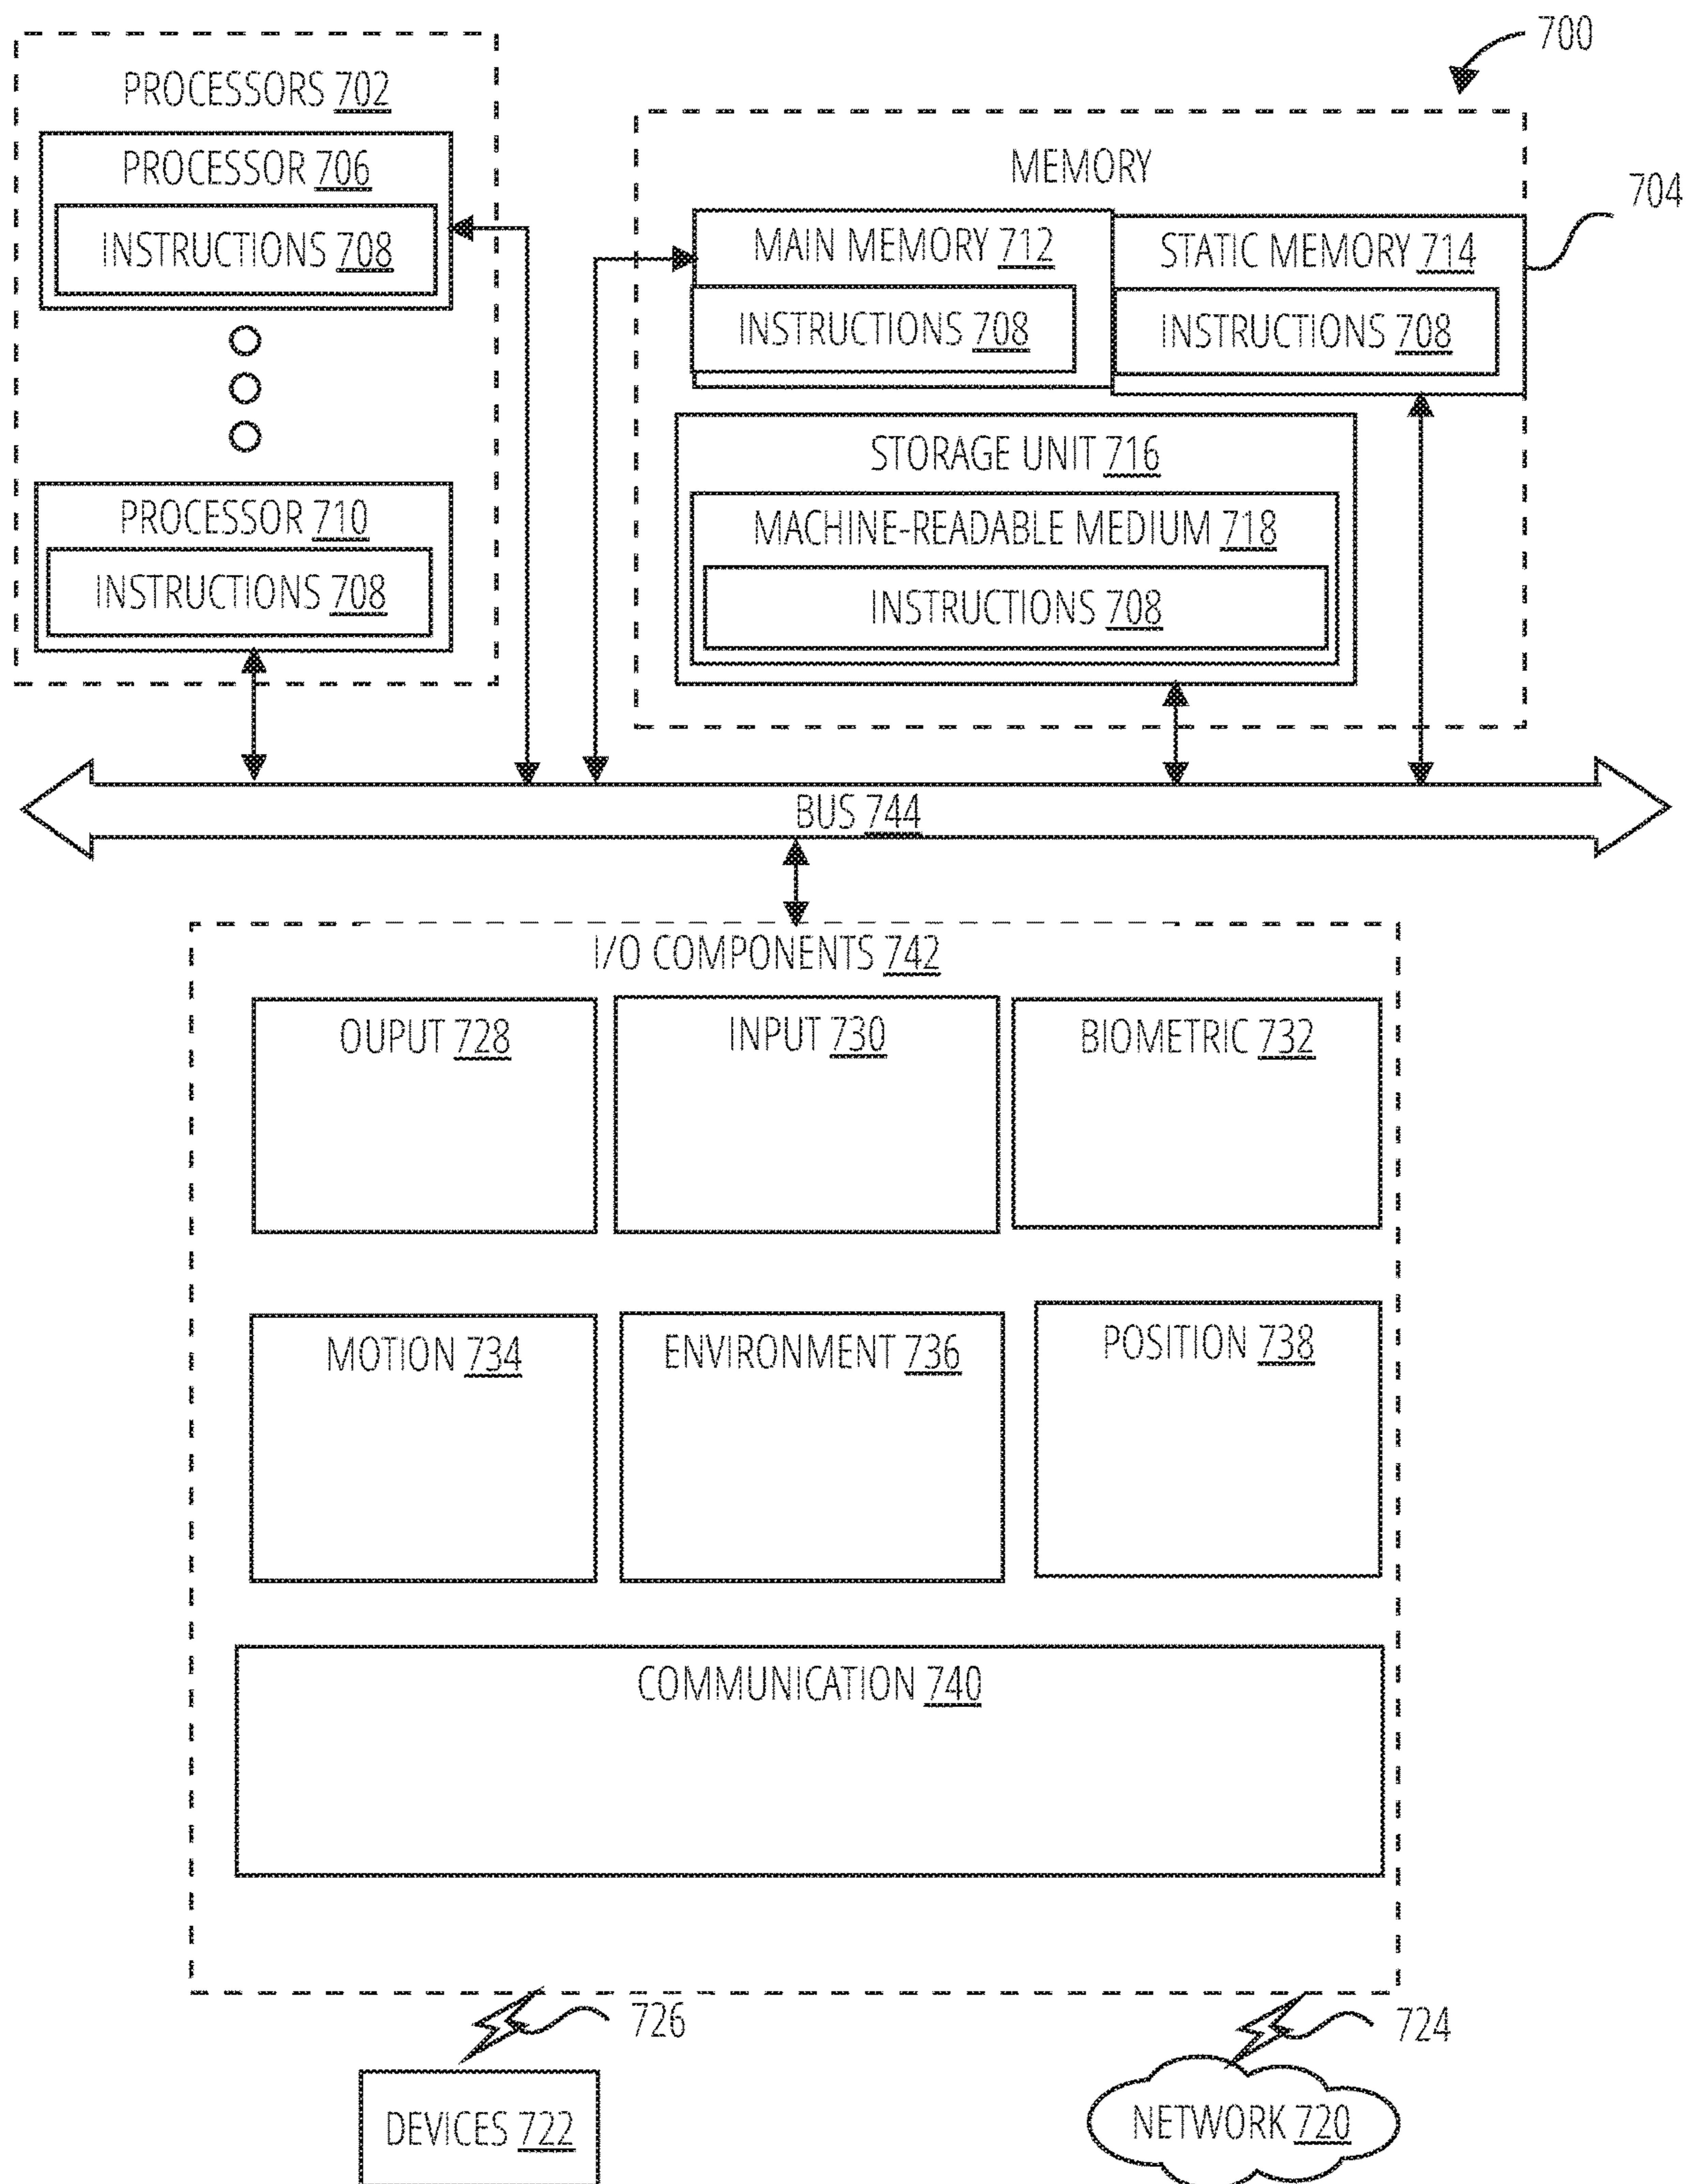 700
PROCESSORS 702
PROCESSOR 706
INSTRUCTIONS 708
PROCESSOR 710
INSTRUCTIONS 708
MEMORY
704
MAIN MEMORY 712
INSTRUCTIONS 708
STATIC MEMORY 714
INSTRUCTIONS 708
STORAGE UNIT 716
MACHINE-READABLE MEDIUM 718
INSTRUCTIONS 708
BUS 744
I/O COMPONENTS 742
OUPUT 728
INPUT 730
BIOMETRIC 732
MOTION 734
ENVIRONMENT 736
POSITION 738
COMMUNICATION 740
726
724
DEVICES 722
NETWORK 720